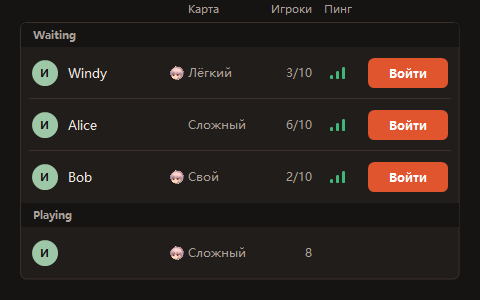 Карта Игроки Пинг
Waiting
И Windy Лёгкий 3/10 Войти
И Alice Сложный 6/10 Войти
И Bob Свой 2/10 Войти
Playing
И Сложный 8